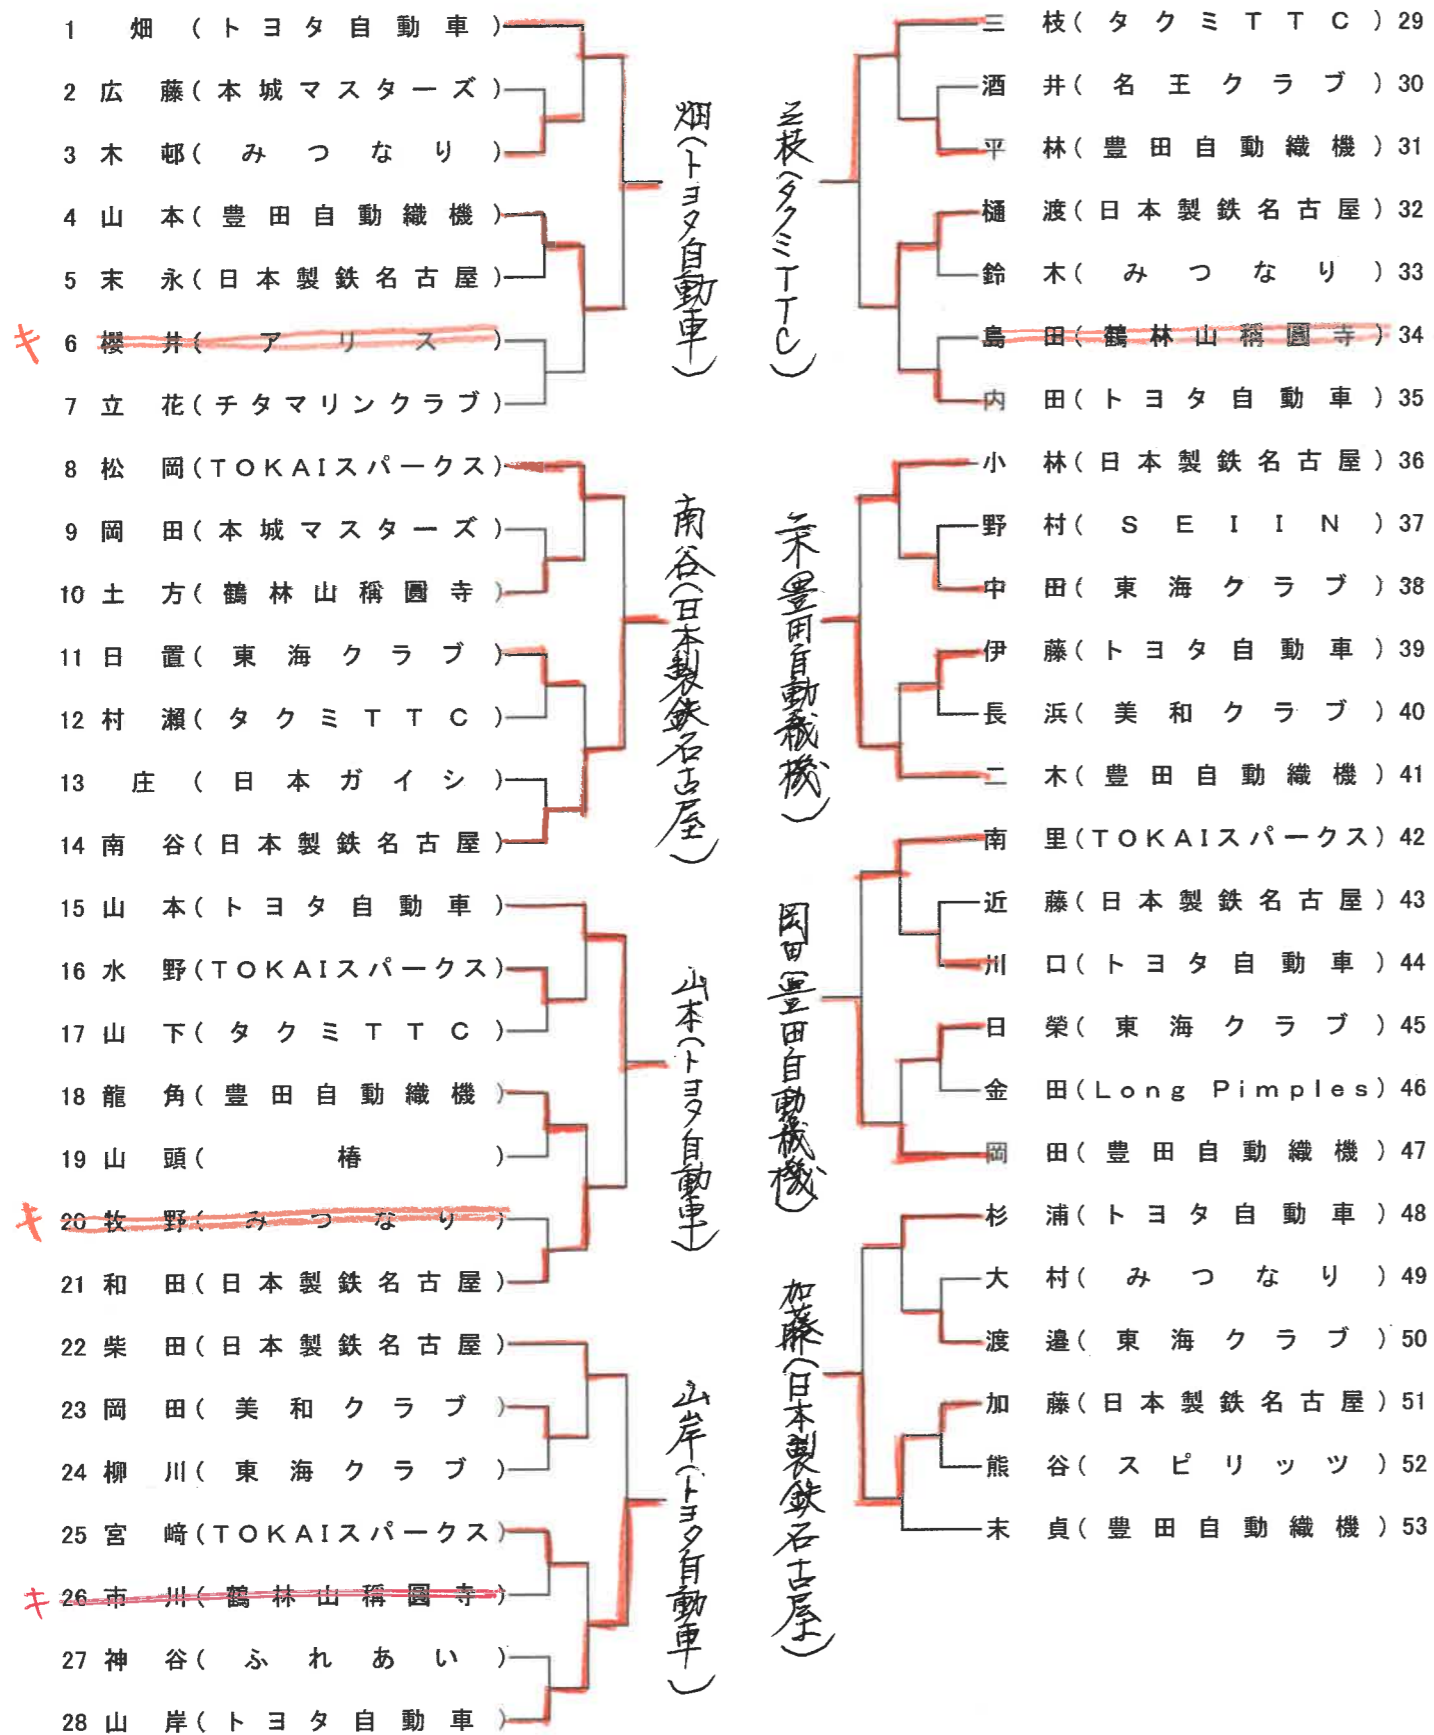 1 畑 (トヨタ自動車)
2 広藤(本城マスターズ)
3 木邨(みつなり)
4 山本(豊田自動織機)
5 末永(日本製鉄名古屋)
キ 6 櫻井(アリス)
7 立花(チタマリンクラブ)
8 松岡(TOKAIスパークス)
9 岡田(本城マスターズ)
10 土方(鶴林山稱圓寺)
11 日置(東海クラブ)
12 村瀬(タクミTTC)
13 庄 (日本ガイシ)
14 南谷(日本製鉄名古屋)
15 山本(トヨタ自動車)
16 水野(TOKAIスパークス)
17 山下(タクミTTC)
18 龍角(豊田自動織機)
19 山頭(椿)
キ 20 牧野(みつなり)
21 和田(日本製鉄名古屋)
22 柴田(日本製鉄名古屋)
23 岡田(美和クラブ)
24 柳川(東海クラブ)
25 宮﨑(TOKAIスパークス)
キ 26 市川(鶴林山稱圓寺)
27 神谷(ふれあい)
28 山岸(トヨタ自動車)
畑(トヨタ自動車)
南谷(日本製鉄名古屋)
山本(トヨタ自動車)
山岸(トヨタ自動車)
三枝(タクミTTC)
二木 豊田自動織機)
岡田 豊田自動織機)
加藤(日本製鉄名古屋)
三枝(タクミTTC) 29
酒井(名王クラブ) 30
平林(豊田自動織機) 31
樋渡(日本製鉄名古屋) 32
鈴木(みつなり) 33
島田(鶴林山稱圓寺) 34
内田(トヨタ自動車) 35
小林(日本製鉄名古屋) 36
野村(SEIIN) 37
中田(東海クラブ) 38
伊藤(トヨタ自動車) 39
長浜(美和クラブ) 40
二木(豊田自動織機) 41
南里(TOKAIスパークス) 42
近藤(日本製鉄名古屋) 43
川口(トヨタ自動車) 44
日榮(東海クラブ) 45
金田(Long Pimples) 46
岡田(豊田自動織機) 47
杉浦(トヨタ自動車) 48
大村(みつなり) 49
渡邉(東海クラブ) 50
加藤(日本製鉄名古屋) 51
熊谷(スピリッツ) 52
末貞(豊田自動織機) 53